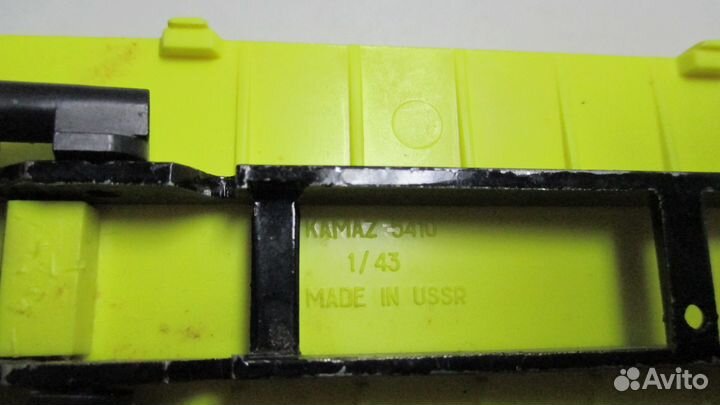 KAMAZ-5410
1/43
MADE IN USSR
Avito